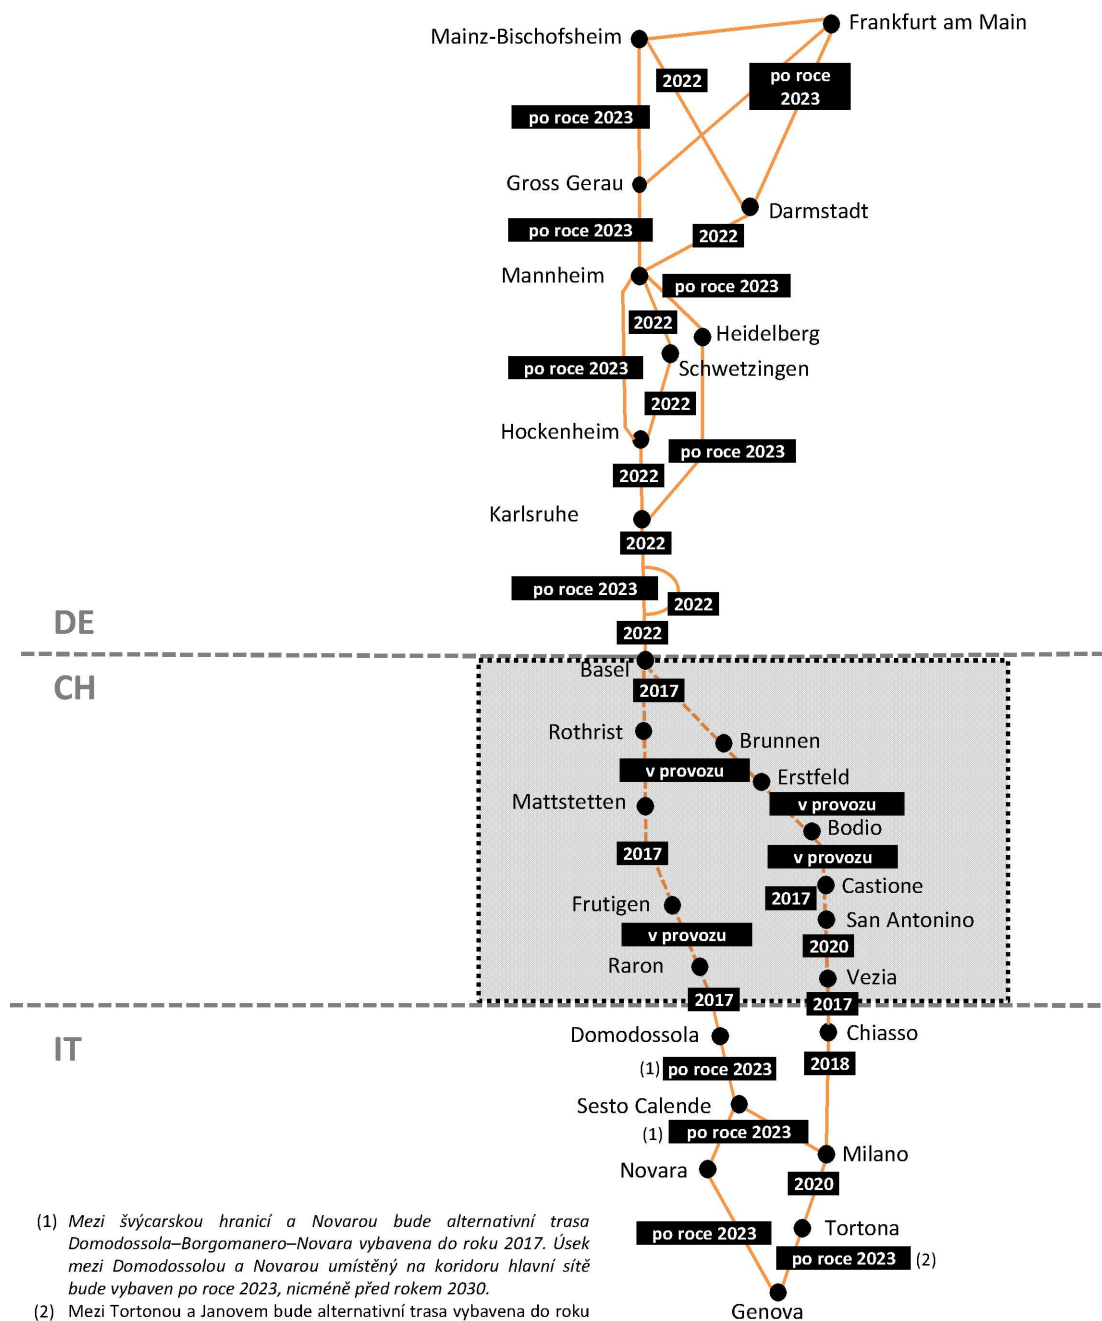 Frankfurt am Main
Mainz-Bischofsheim
2022
po roce
2023
po roce 2023
Gross Gerau
Darmstadt
po roce 2023
2022
Mannheim
po roce 2023
2022
Heidelberg
po roce 2023
Schwetzingen
2022
Hockenheim
po roce 2023
2022
Karlsruhe
2022
po roce 2023
2022
DE
2022
Basel
CH
2017
Rothrist
Brunnen
v provozu
Erstfeld
Mattstetten
v provozu
Bodio
2017
v provozu
Castione
2017
Frutigen
San Antonino
v provozu
2020
Raron
Vezia
2017
2017
Domodossola
Chiasso
IT
(1) po roce 2023
2018
Sesto Calende
(1) po roce 2023
Milano
Novara
2020
Tortona
po roce 2023
po roce 2023 (2)
Genova
(1) Mezi švýcarskou hranicí a Novarou bude alternativní trasa
Domodossola–Borgomanero–Novara vybavena do roku 2017. Úsek
mezi Domodossolou a Novarou umístěný na koridoru hlavní sítě
bude vybaven po roce 2023, nicméně před rokem 2030.
(2) Mezi Tortonou a Janovem bude alternativní trasa vybavena do roku